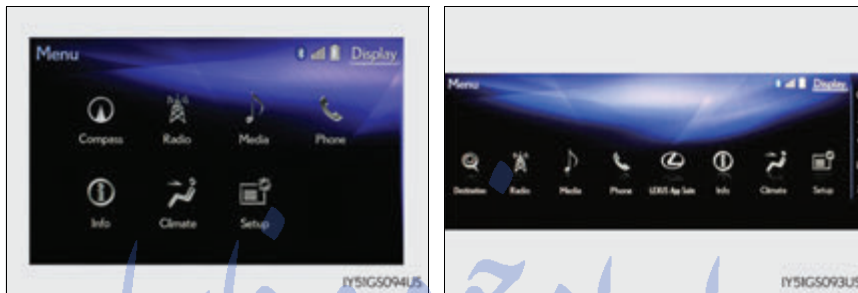 Menu
Display
Compass Radio Media Phone
Info Climate Setup
IY51GS094US
Menu
Display
Destination Radio Media Phone LEXUS App Suite Info Climate Setup
IY51GS093US